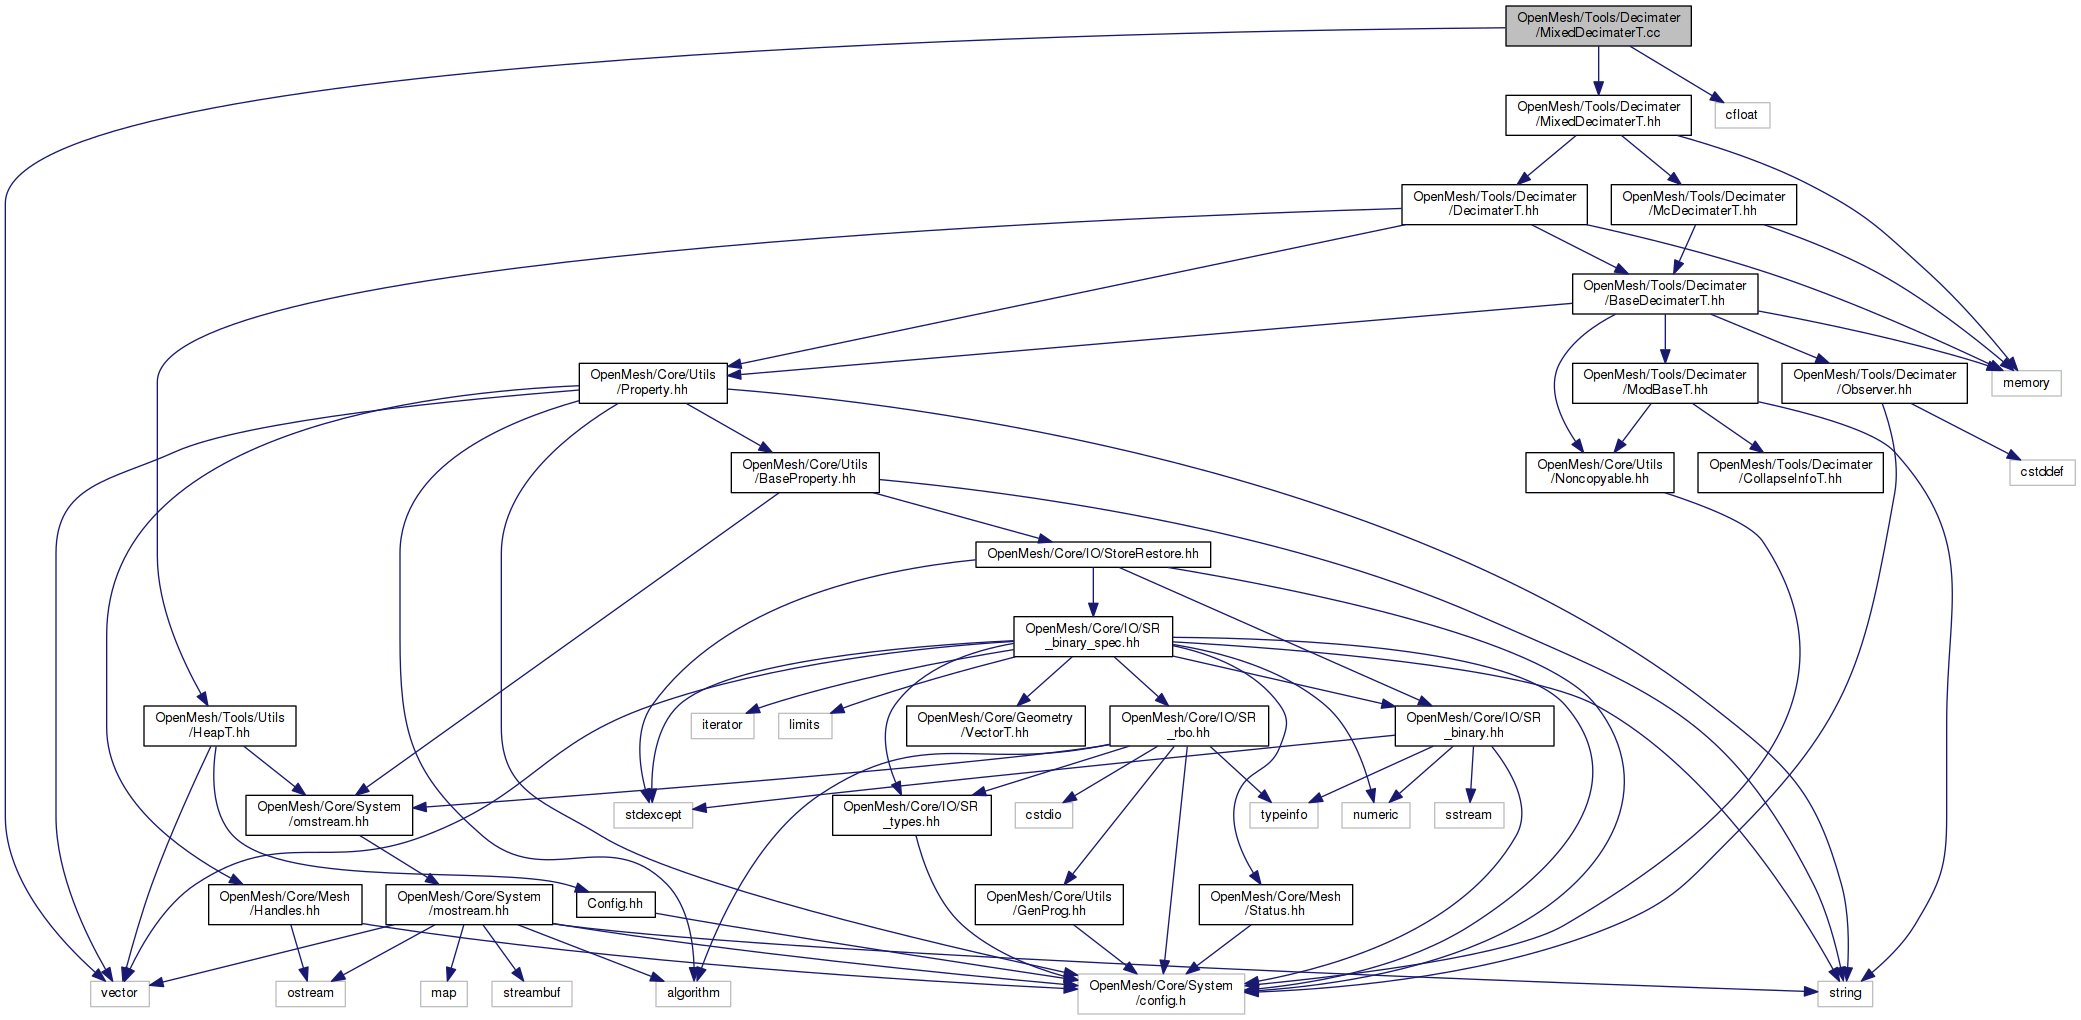 OpenMesh/Tools/Decimater
/MixedDecimaterT.cc
OpenMesh/Tools/Decimater
/MixedDecimaterT.hh
cfloat
OpenMesh/Tools/Decimater
/DecimaterT.hh
OpenMesh/Tools/Decimater
/McDecimaterT.hh
OpenMesh/Tools/Decimater
/BaseDecimaterT.hh
OpenMesh/Core/Utils
/Property.hh
OpenMesh/Tools/Decimater
/ModBaseT.hh
OpenMesh/Tools/Decimater
/Observer.hh
memory
OpenMesh/Core/Utils
/BaseProperty.hh
OpenMesh/Core/Utils
/Noncopyable.hh
OpenMesh/Tools/Decimater
/CollapseInfoT.hh
cstddef
OpenMesh/Core/IO/StoreRestore.hh
OpenMesh/Core/IO/SR
_binary_spec.hh
OpenMesh/Tools/Utils
/HeapT.hh
iterator
limits
OpenMesh/Core/Geometry
/VectorT.hh
OpenMesh/Core/IO/SR
_rbo.hh
OpenMesh/Core/IO/SR
_binary.hh
OpenMesh/Core/System
/omstream.hh
stdexcept
OpenMesh/Core/IO/SR
_types.hh
cstdio
typeinfo
numeric
sstream
OpenMesh/Core/Mesh
/Handles.hh
OpenMesh/Core/System
/mostream.hh
Config.hh
OpenMesh/Core/Utils
/GenProg.hh
OpenMesh/Core/Mesh
/Status.hh
vector
ostream
map
streambuf
algorithm
OpenMesh/Core/System
/config.h
string